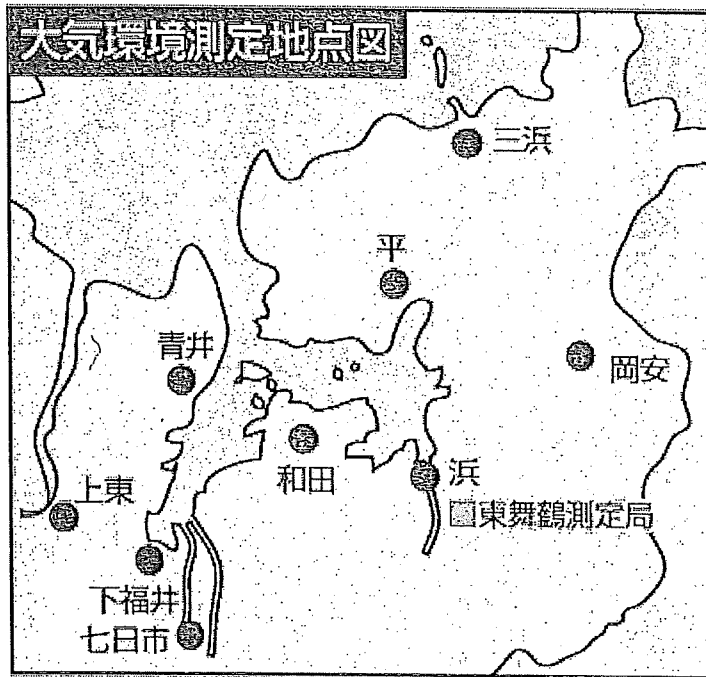 大気環境測定地点図
三浜
平
青井
岡安
和田
浜
上東
東舞鶴測定局
下福井
七日市